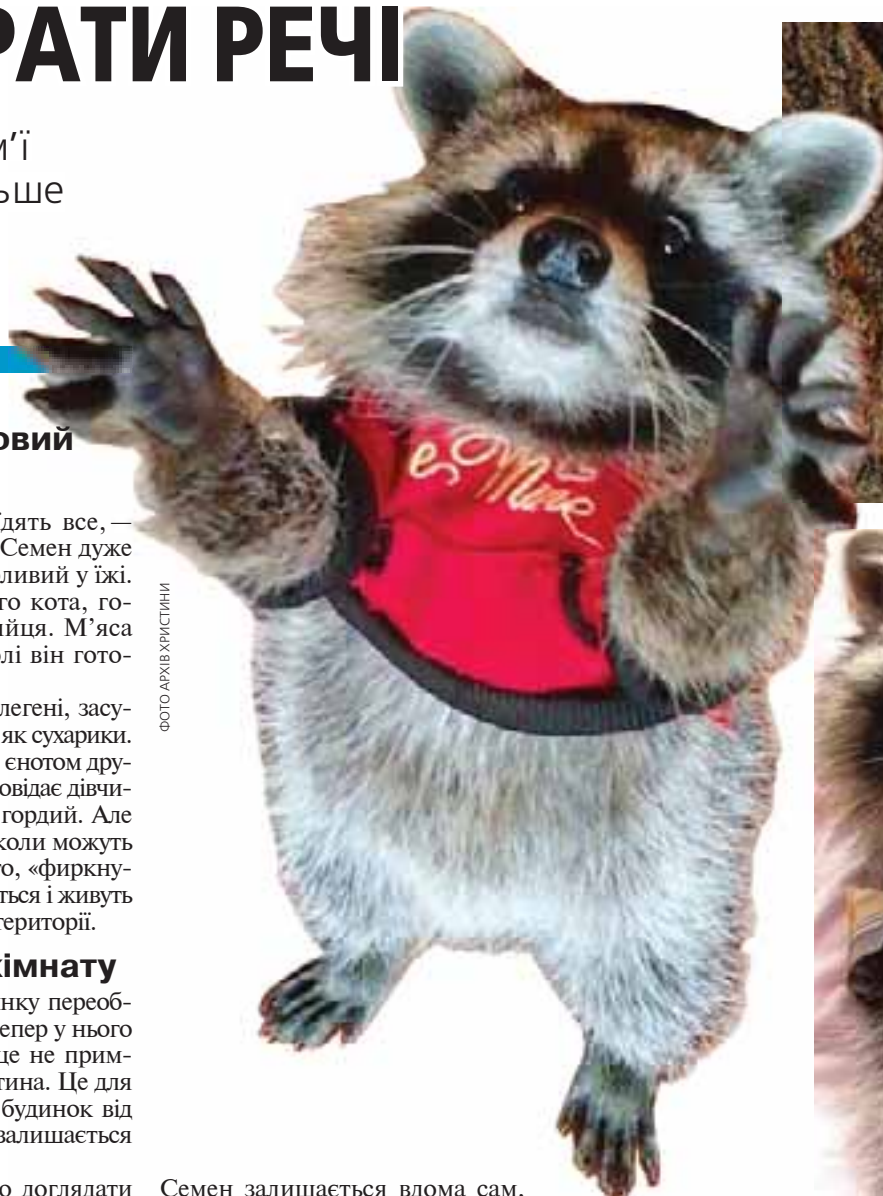 РАТИ РЕЧІ
м’ї
ьше
овий
дять все, —
Семен дуже
ливий у їжі.
го кота, го-
йця. М’яса
лі він гото-
легені, засу-
як сухарики.
єнотом дру-
овідає дівчи-
гордий. Але
коли можуть
о, «фиркну-
ться і живуть
території.
кімнату
нку переоб-
епер у нього
це не прим-
тина. Це для
будинок від
залишається
о доглядати
ФОТО АРХІВ ХРИСТИНИ
e Mine
Семен залишається вдома сам,